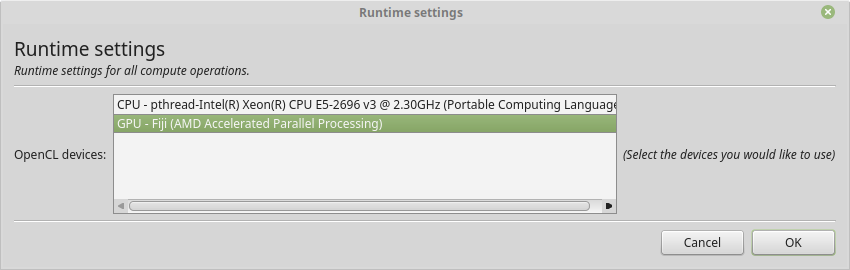 Runtime settings
Runtime settings
Runtime settings for all compute operations.
CPU - pthread-Intel(R) Xeon(R) CPU E5-2696 v3 @ 2.30GHz (Portable Computing Language
GPU - Fiji (AMD Accelerated Parallel Processing)
OpenCL devices:
(Select the devices you would like to use)
Cancel
OK